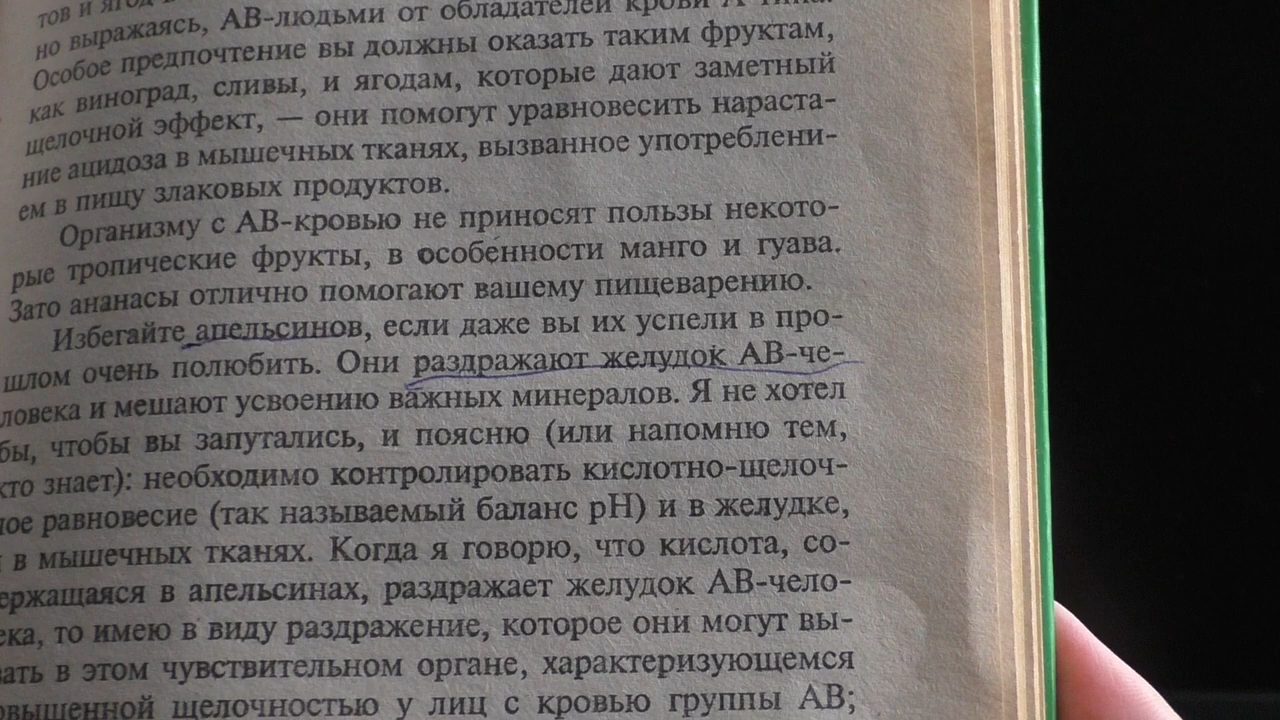 тов и ягод
но выражаясь, АВ-людьми от обладателей крови А-типа.
Особое предпочтение вы должны оказать таким фруктам,
как виноград, сливы, и ягодам, которые дают заметный
щелочной эффект, — они помогут уравновесить нараста-
ние ацидоза в мышечных тканях, вызванное употреблени-
ем в пищу злаковых продуктов.
Организму с АВ-кровью не приносят пользы некото-
рые тропические фрукты, в особенности манго и гуава.
Зато ананасы отлично помогают вашему пищеварению.
Избегайте апельсинов, если даже вы их успели в про-
шлом очень полюбить. Они раздражают желудок АВ-че-
ловека и мешают усвоению важных минералов. Я не хотел
бы, чтобы вы запутались, и поясню (или напомню тем,
кто знает): необходимо контролировать кислотно-щелоч-
ное равновесие (так называемый баланс pH) и в желудке,
в мышечных тканях. Когда я говорю, что кислота, со-
ержащаяся в апельсинах, раздражает желудок АВ-чело-
ека, то имею в виду раздражение, которое они могут вы-
вать в этом чувствительном органе, характеризующемся
овышенной щелочностью у лиц с кровью группы АВ;